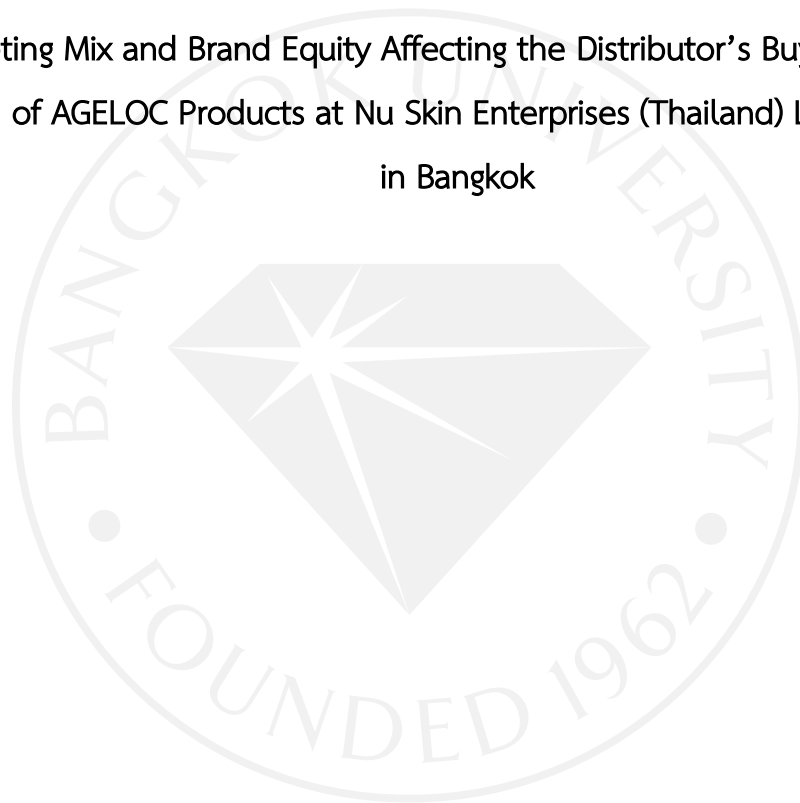 ting Mix and Brand Equity Affecting the Distributor’s Buy
of AGELOC Products at Nu Skin Enterprises (Thailand) L
in Bangkok
BANGKOK UNIVERSITY
FOUNDED 1962